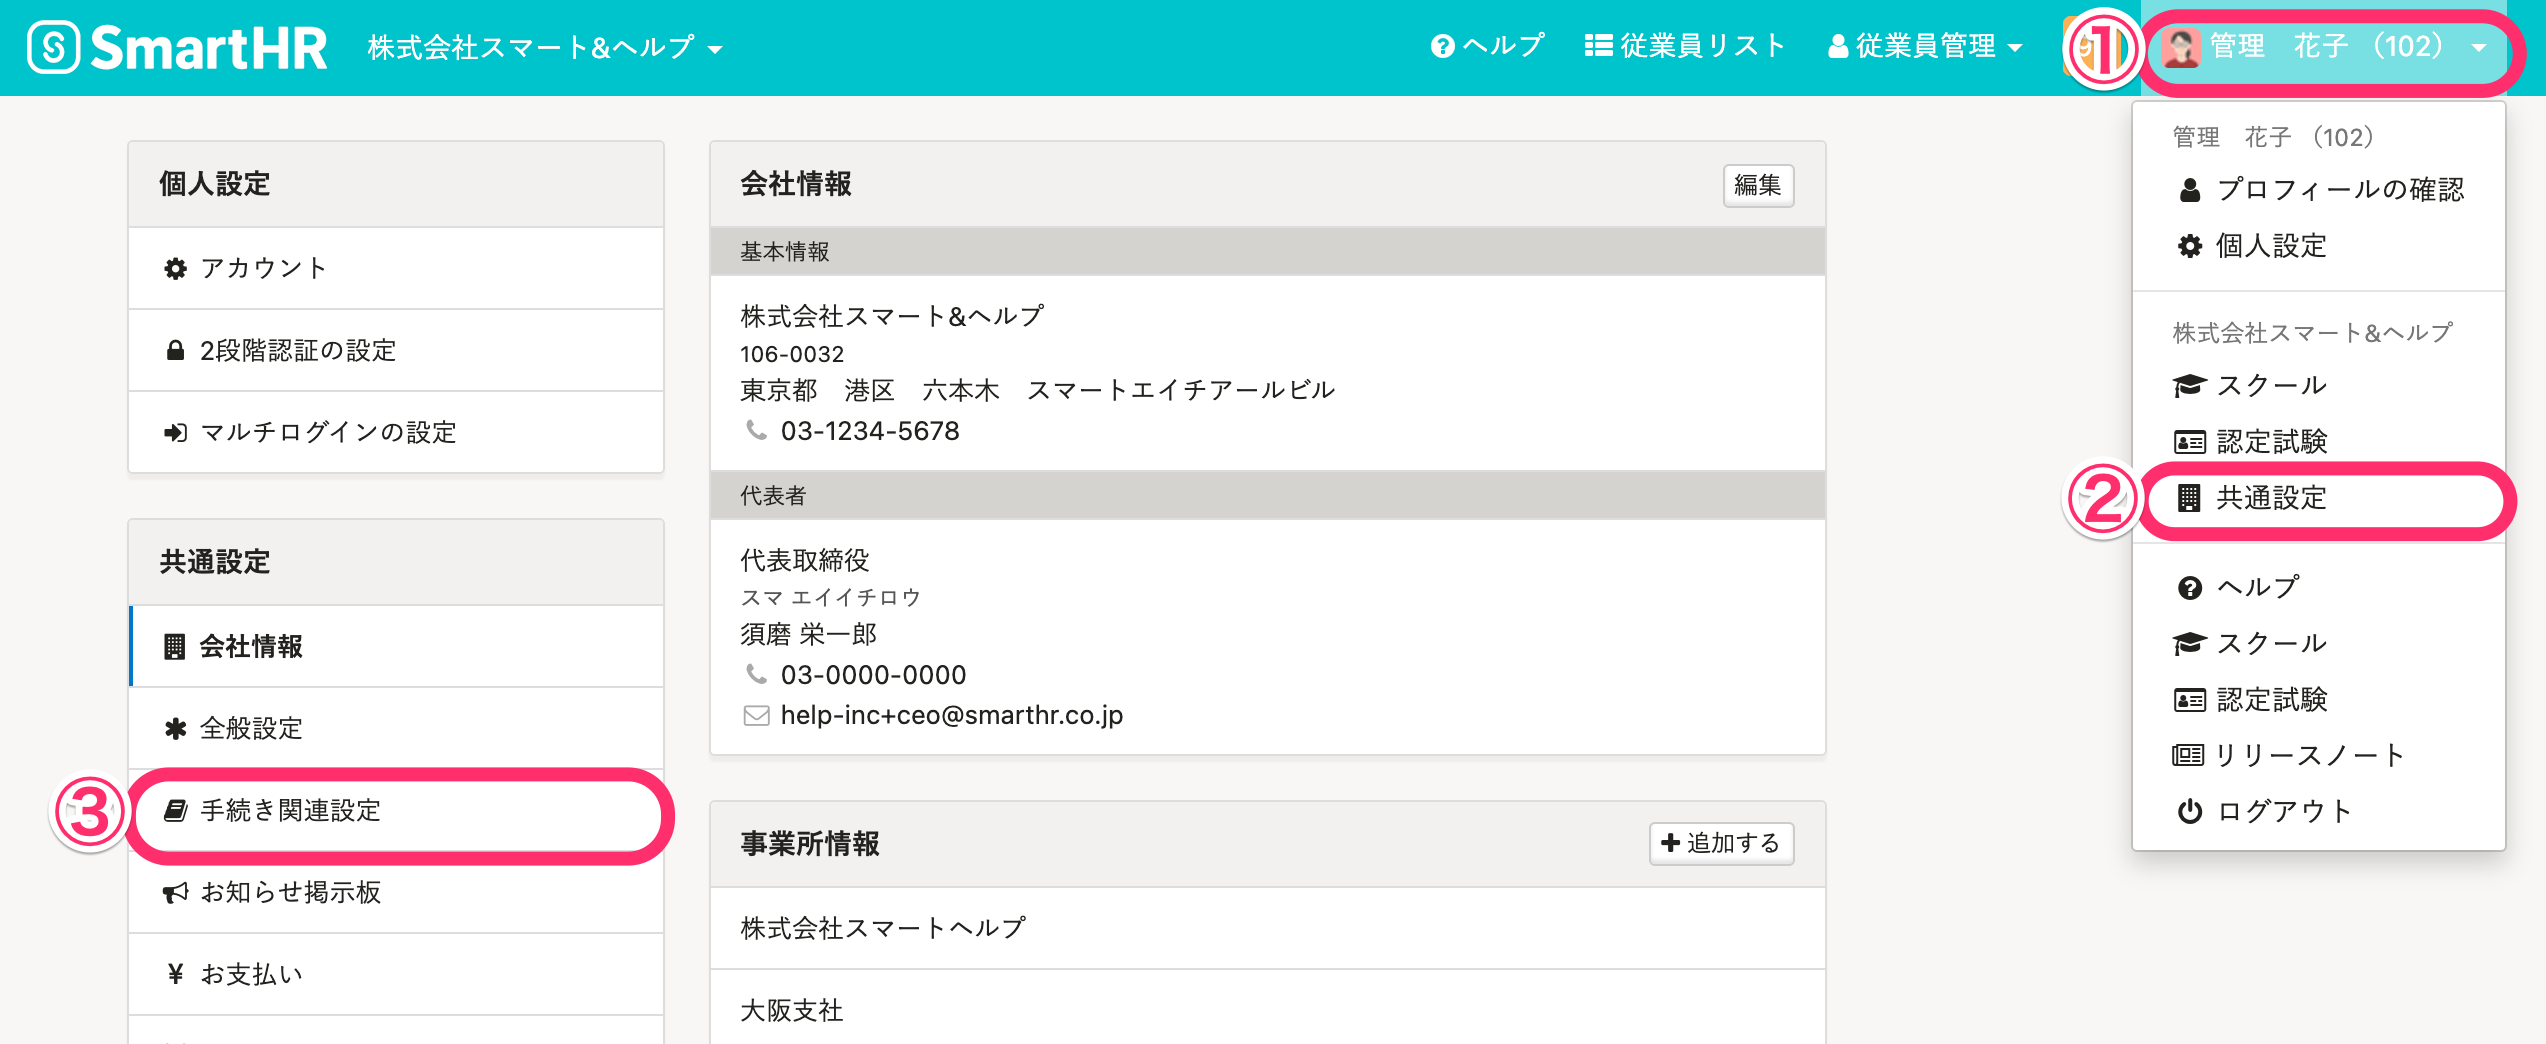 SmartHR 株式会社スマート&ヘルプ ヘルプ 従業員リスト 従業員管理 ① 管理　花子（102）
個人設定
アカウント
2段階認証の設定
マルチログインの設定
共通設定
会社情報
全般設定
③ 手続き関連設定
お知らせ掲示板
¥ お支払い
会社情報 編集
基本情報
株式会社スマート&ヘルプ
106-0032
東京都　港区　六本木　スマートエイチアールビル
03-1234-5678
代表者
代表取締役
スマ エイイチロウ
須磨 栄一郎
03-0000-0000
help-inc+ceo@smarthr.co.jp
事業所情報 追加する
株式会社スマートヘルプ
大阪支社
管理　花子（102）
プロフィールの確認
個人設定
株式会社スマート&ヘルプ
スクール
認定試験
② 共通設定
ヘルプ
スクール
認定試験
リリースノート
ログアウト